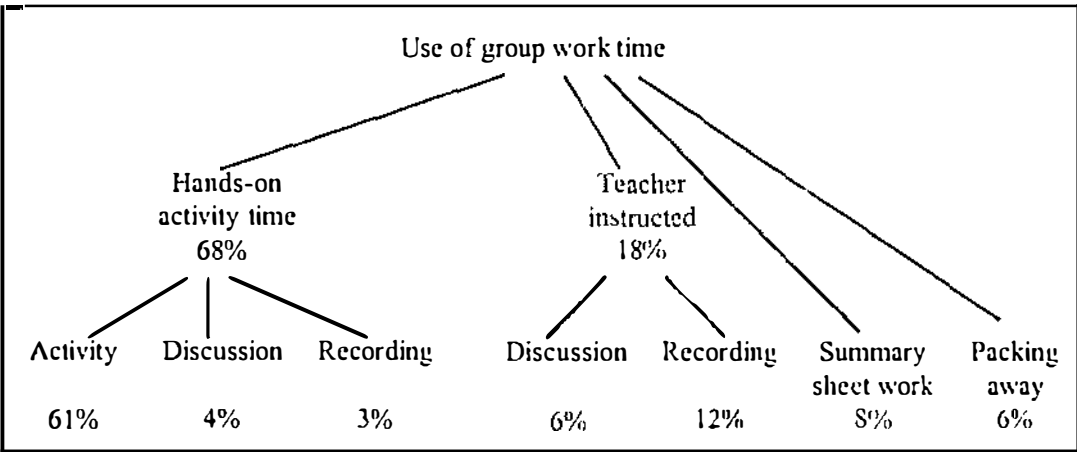 Use of group work time
Hands-on
activity time
68%
Teacher
instructed
18%
Activity
Discussion
Recording
Discussion
Recording
Summary
sheet work
Packing
away
61%
4%
3%
6%
12%
8%
6%